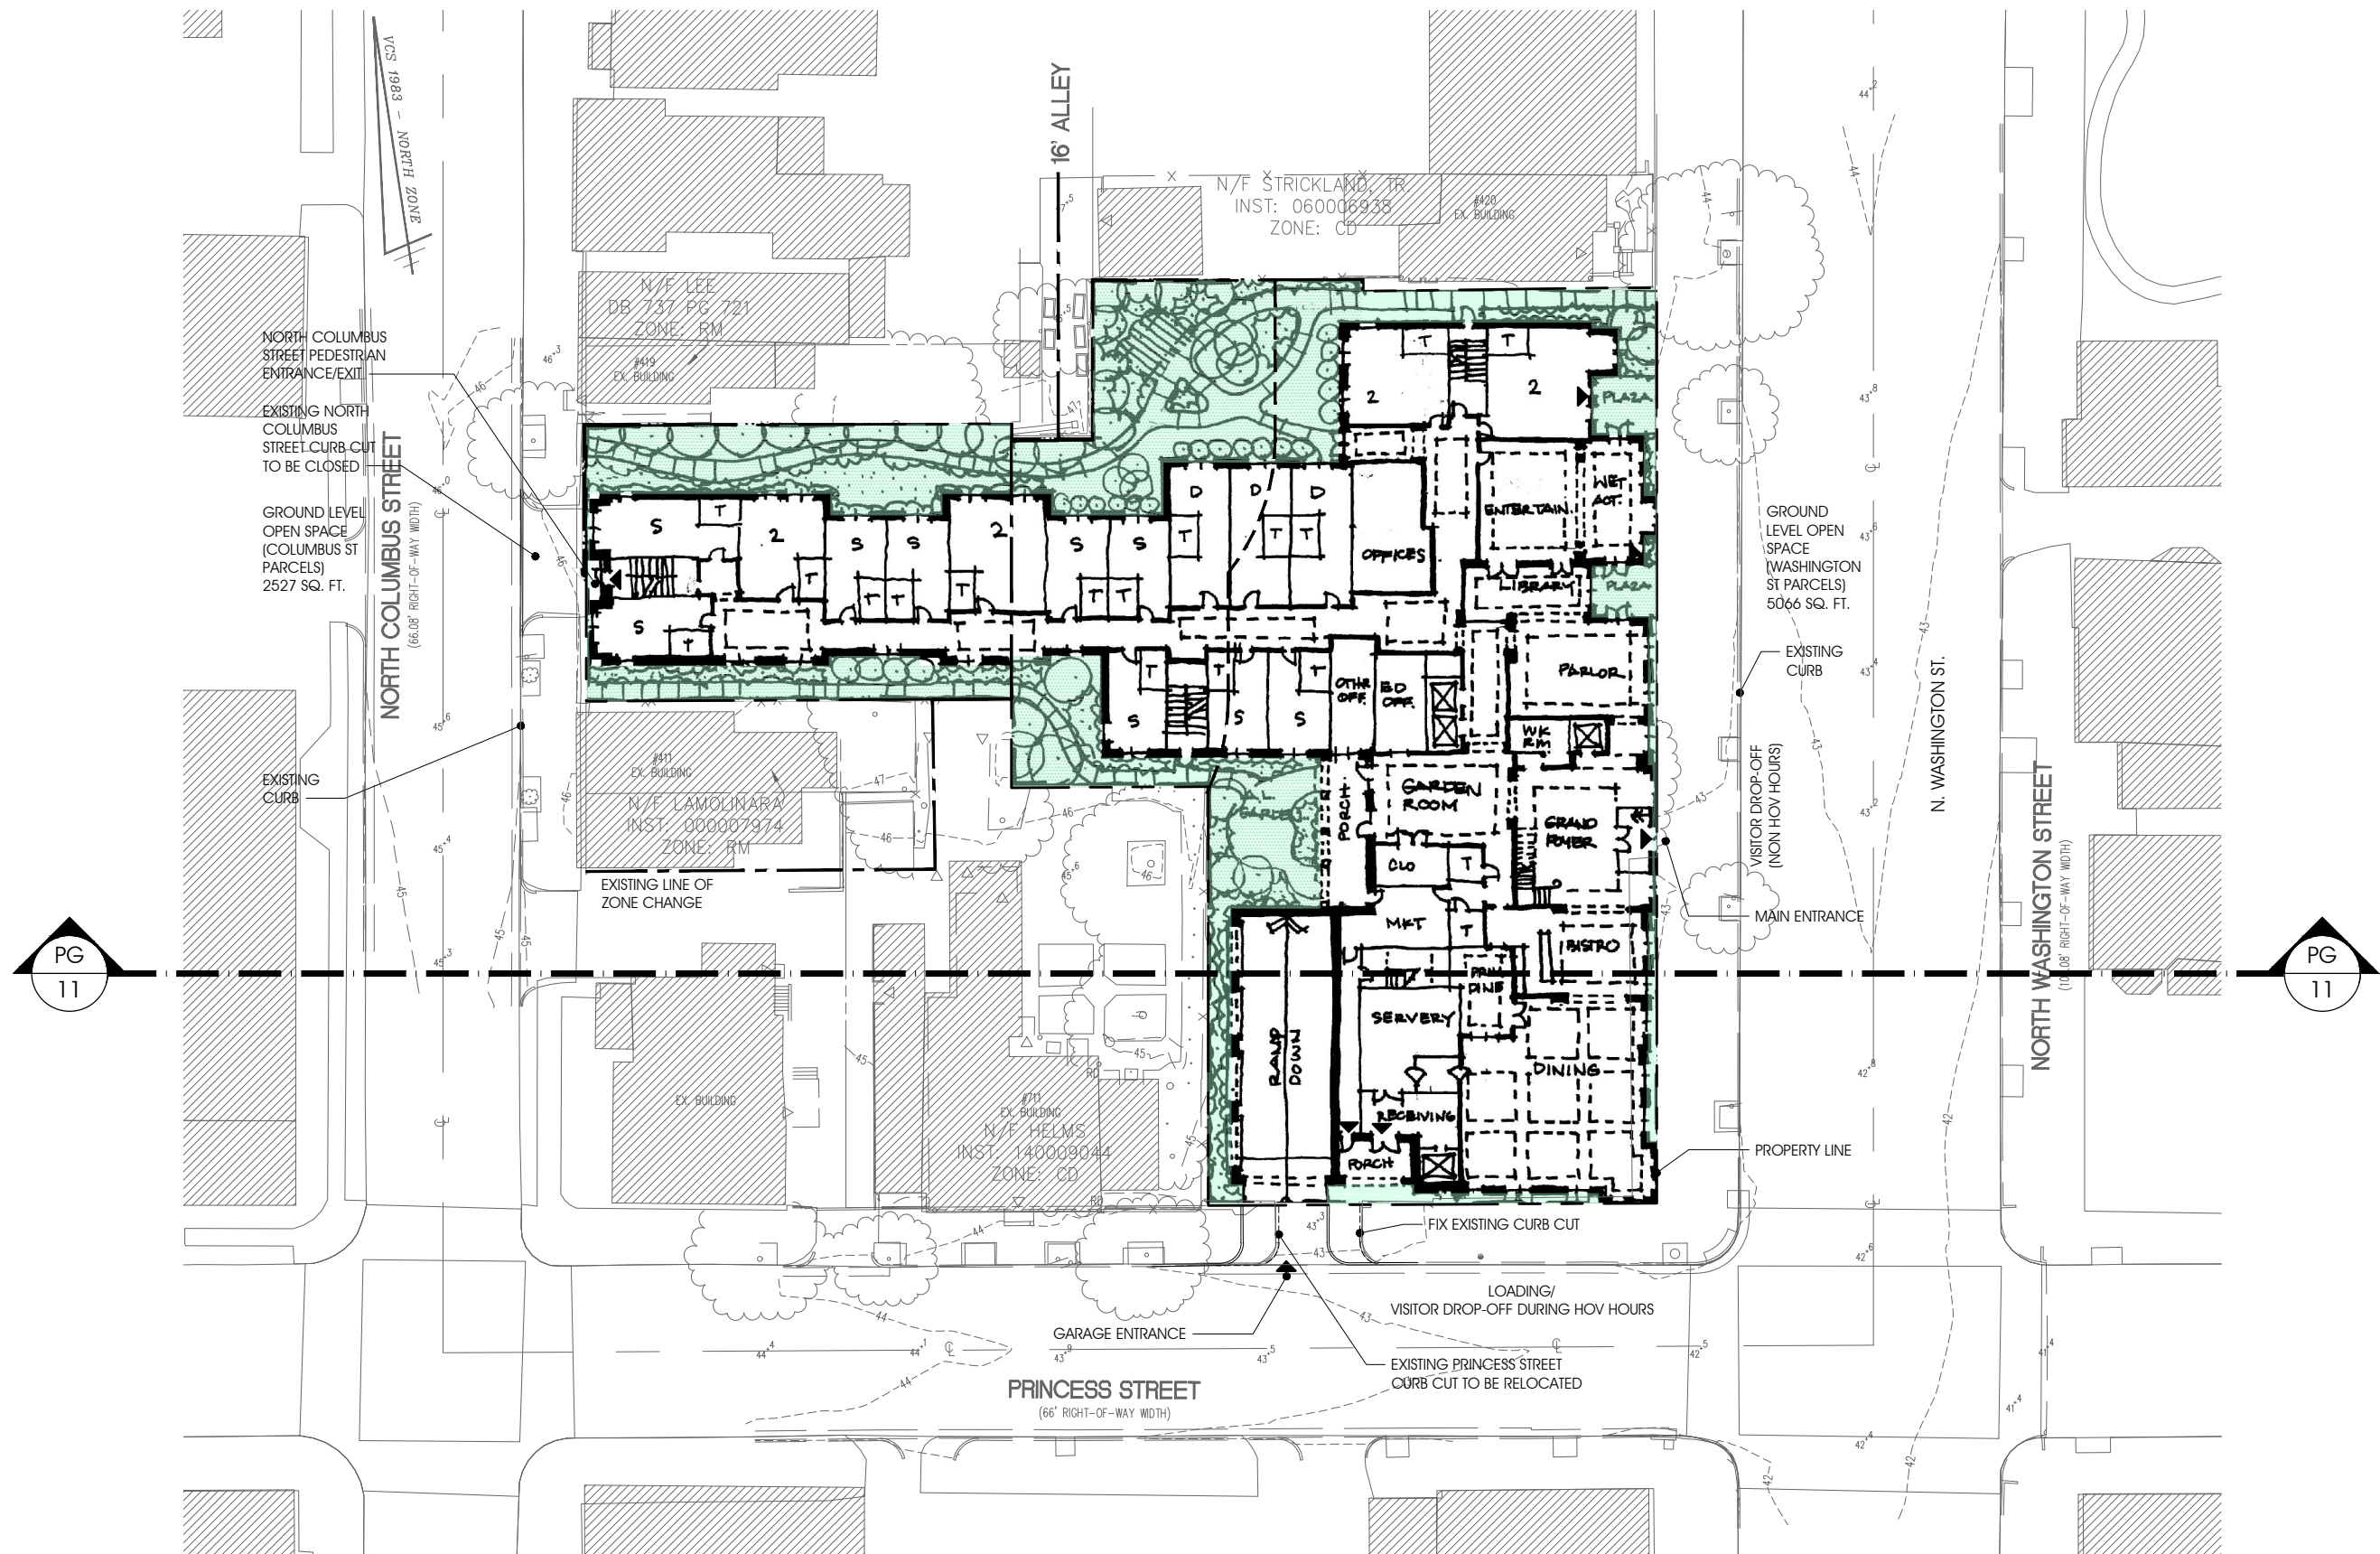 VCS 1983 - NORTH ZONE
16' ALLEY
N/F STRICKLAND, TR.
INST: 060006938
ZONE: CD
#420
EX. BUILDING
N/F LEE
DB 737 PG 721
ZONE: RM
#419
EX. BUILDING
NORTH COLUMBUS
STREET PEDESTRIAN
ENTRANCE/EXIT
EXISTING NORTH
COLUMBUS
STREET CURB CUT
TO BE CLOSED
GROUND LEVEL
OPEN SPACE
(COLUMBUS ST
PARCELS)
2527 SQ. FT.
NORTH COLUMBUS STREET
(66.08' RIGHT-OF-WAY WIDTH)
EXISTING
CURB
T
T
2
2
PLAZA
ENTERTAIN.
WET
ACT.
OFFICES
LIBRARY
PLAZA
PARLOR
S
T
2
T
S
S
T
T
2
T
S
S
T
T
D
D
D
T
T
T
S
T
S
T
T
S
T
S
OTHR
OFF.
ED
OFF.
WK
RM
GARDEN
ROOM
PORCH
GRAND
FOYER
CLO
T
MKT
T
BISTRO
PRIV
DINE
SERVERY
DINING
RAMP
DOWN
RECEIVING
PORCH
GROUND
LEVEL OPEN
SPACE
(WASHINGTON
ST PARCELS)
5066 SQ. FT.
EXISTING
CURB
N. WASHINGTON ST.
VISITOR DROP-OFF
(NON HOV HOURS)
MAIN ENTRANCE
NORTH WASHINGTON STREET
PROPERTY LINE
#411
EX. BUILDING
N/F LAMOLINARA
INST: 000007974
ZONE: RM
EXISTING LINE OF
ZONE CHANGE
PG
11
PG
11
EX. BUILDING
#711
EX. BUILDING
N/F HELMS
INST: 140009044
ZONE: CD
RD
RD
FIX EXISTING CURB CUT
LOADING/
VISITOR DROP-OFF DURING HOV HOURS
GARAGE ENTRANCE
EXISTING PRINCESS STREET
CURB CUT TO BE RELOCATED
PRINCESS STREET
(66' RIGHT-OF-WAY WIDTH)